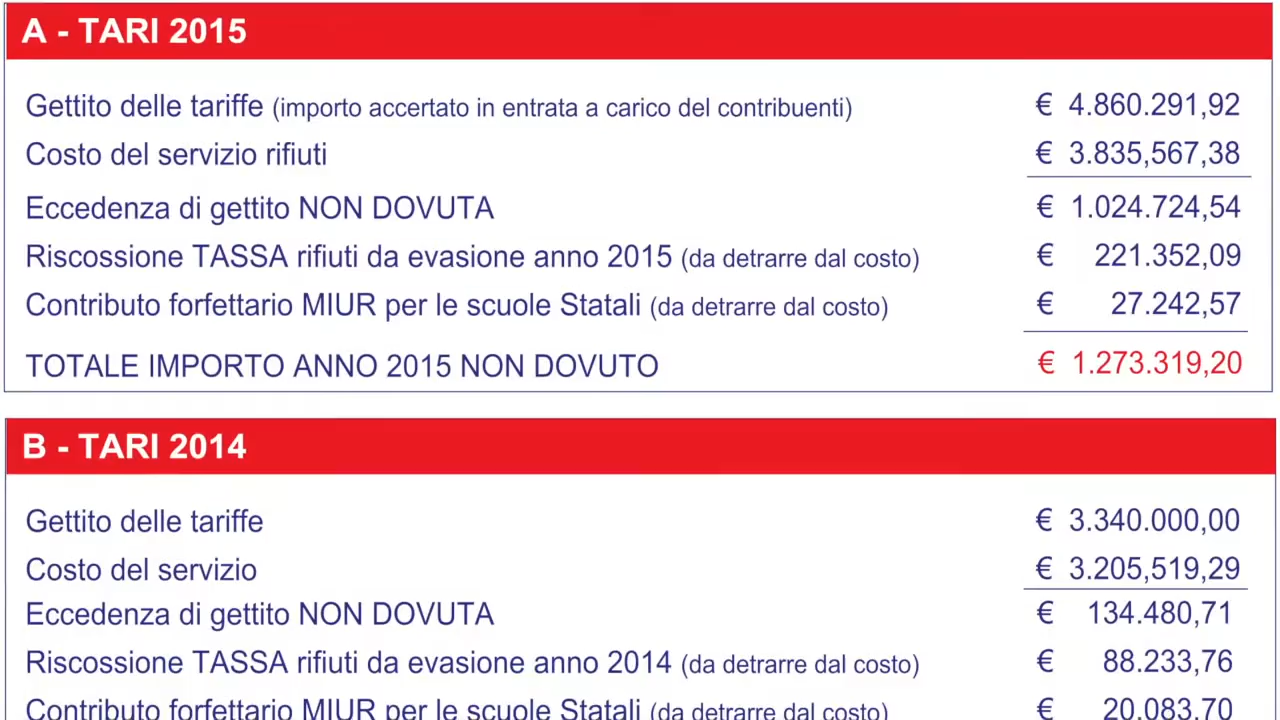 A - TARI 2015
Gettito delle tariffe (importo accertato in entrata a carico del contribuenti) € 4.860.291,92
Costo del servizio rifiuti € 3.835,567,38
Eccedenza di gettito NON DOVUTA € 1.024.724,54
Riscossione TASSA rifiuti da evasione anno 2015 (da detrarre dal costo) € 221.352,09
Contributo forfettario MIUR per le scuole Statali (da detrarre dal costo) € 27.242,57
TOTALE IMPORTO ANNO 2015 NON DOVUTO € 1.273.319,20
B - TARI 2014
Gettito delle tariffe € 3.340.000,00
Costo del servizio € 3.205,519,29
Eccedenza di gettito NON DOVUTA € 134.480,71
Riscossione TASSA rifiuti da evasione anno 2014 (da detrarre dal costo) € 88.233,76
Contributo forfettario MIUR per le scuole Statali (da detrarre dal costo) € 20.083,70